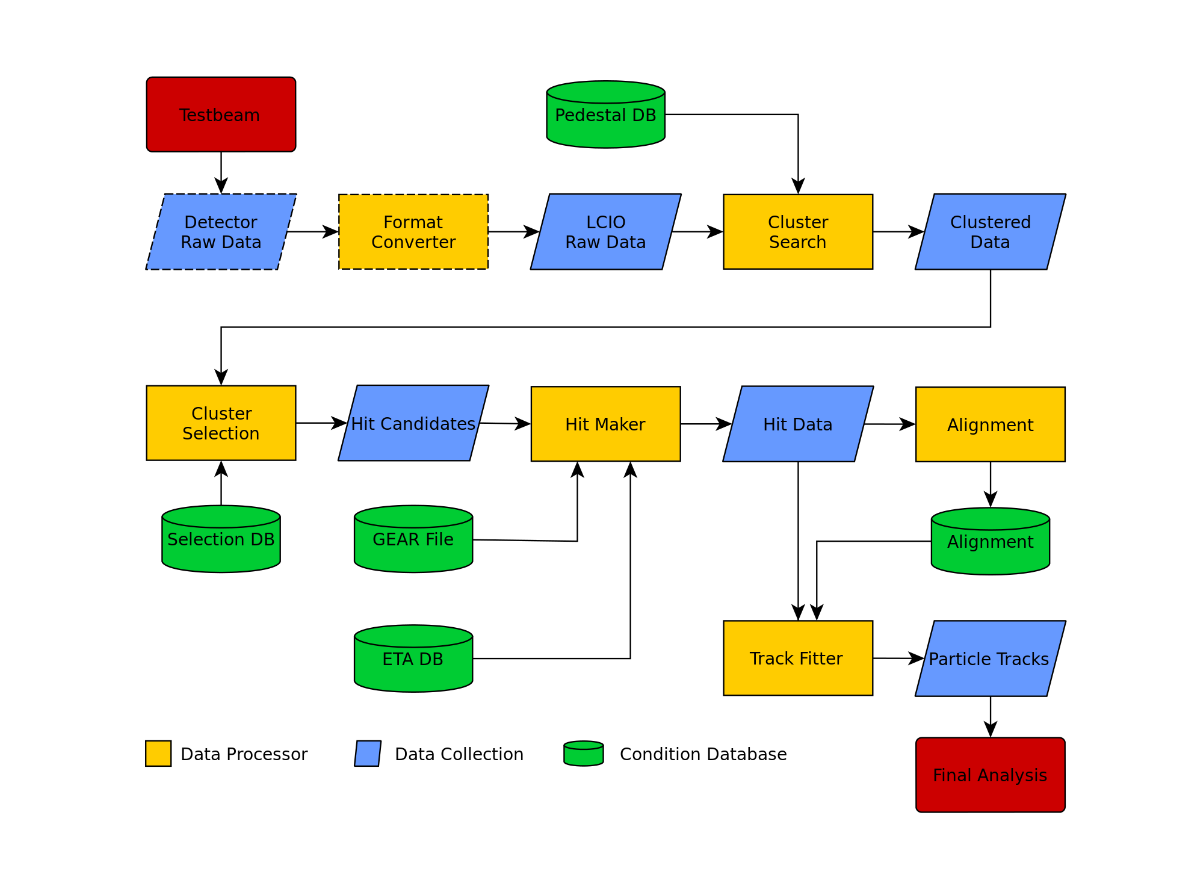 Testbeam
Pedestal DB
Detector
Raw Data
Format
Converter
LCIO
Raw Data
Cluster
Search
Clustered
Data
Cluster
Selection
Hit Candidates
Hit Maker
Hit Data
Alignment
Selection DB
GEAR File
Alignment
ETA DB
Track Fitter
Particle Tracks
Data Processor
Data Collection
Condition Database
Final Analysis